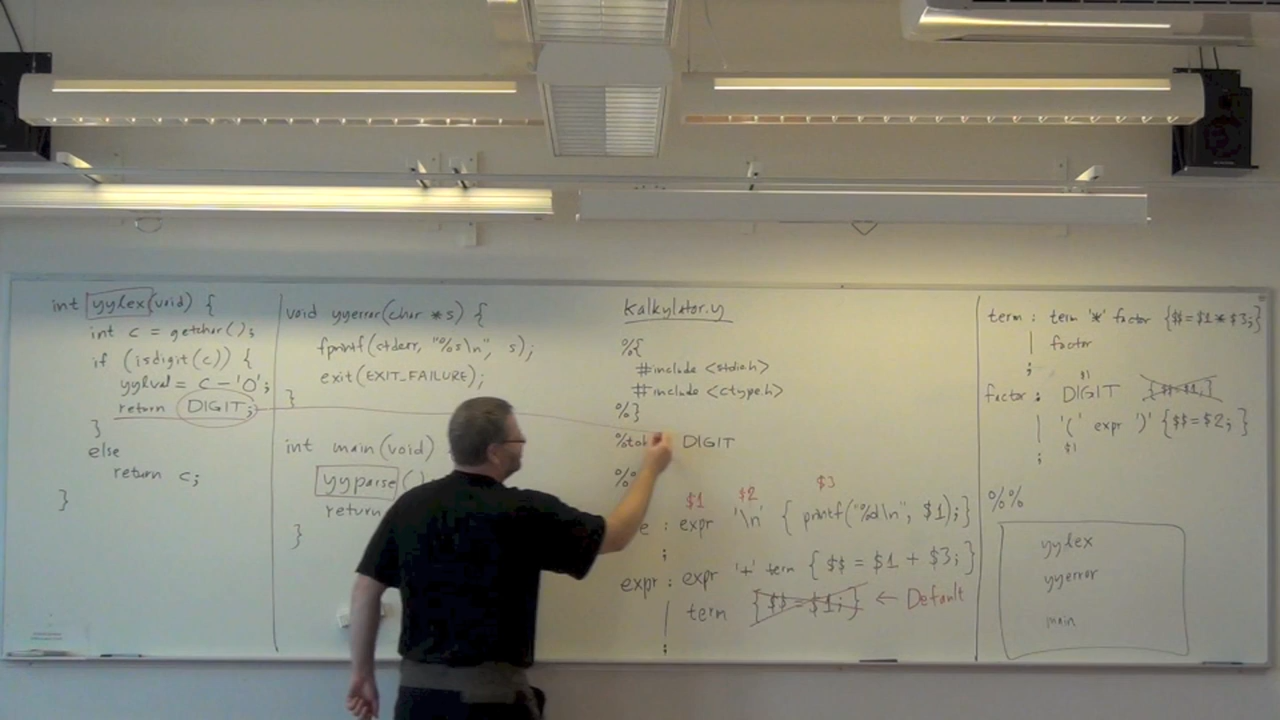 int yylex(void) {
int c = getchar();
if (isdigit(c)) {
yylval = c - '0';
return DIGIT;
}
else
return c;
}
void yyerror(char *s) {
fprintf(stderr, "%s\n", s);
exit(EXIT_FAILURE);
}
int main(void)
yyparse()
return
}
Kalkylator.y
%{
#include <stdio.h>
#include <ctype.h>
%}
DIGIT
$1 $2 $3
: expr '\n' { printf("%d\n", $1); }
;
expr : expr '+' term { $$ = $1 + $3; }
| term { $$ = $1; } ← Default
;
term : term '*' factor {$$=$1*$3;}
| factor
;
$1
factor : DIGIT {$$=$1;}
| '(' expr ')' {$$=$2;}
$1
;
%%
yylex
yyerror
main